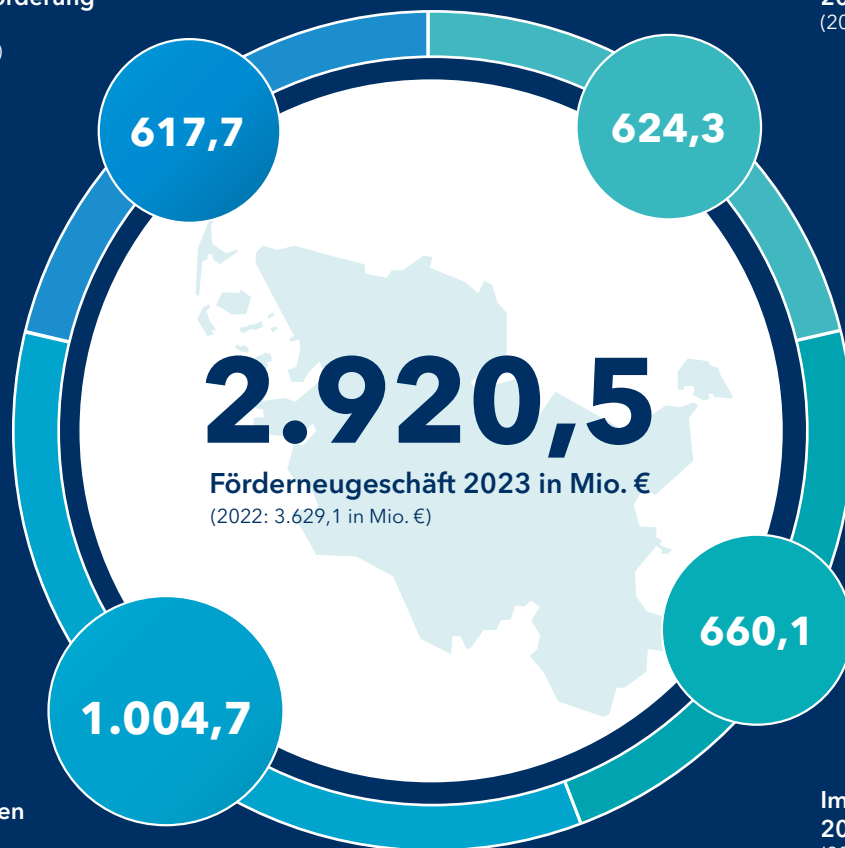 617,7
624,3
2.920,5
Förderneugeschäft 2023 in Mio. €
(2022: 3.629,1 in Mio. €)
660,1
1.004,7